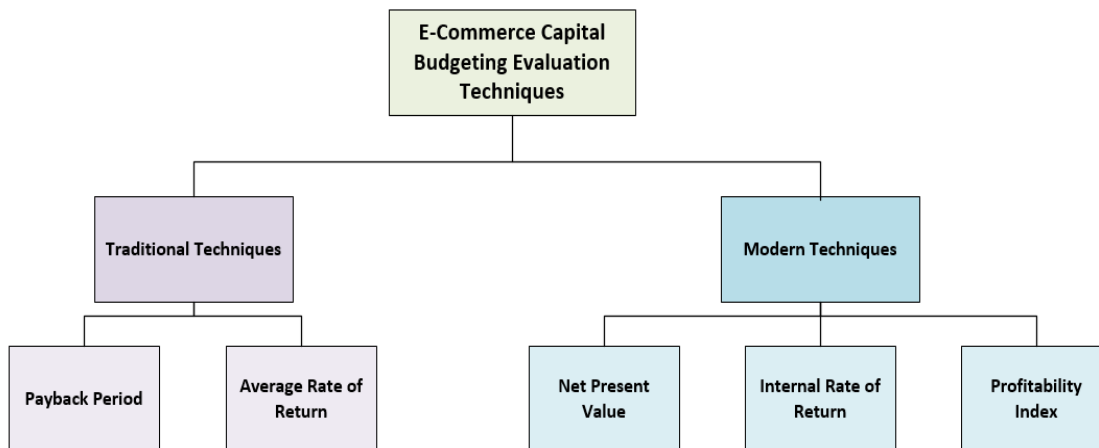 E-Commerce Capital
Budgeting Evaluation
Techniques
Traditional Techniques
Modern Techniques
Payback Period
Average Rate of
Return
Net Present
Value
Internal Rate of
Return
Profitability
Index